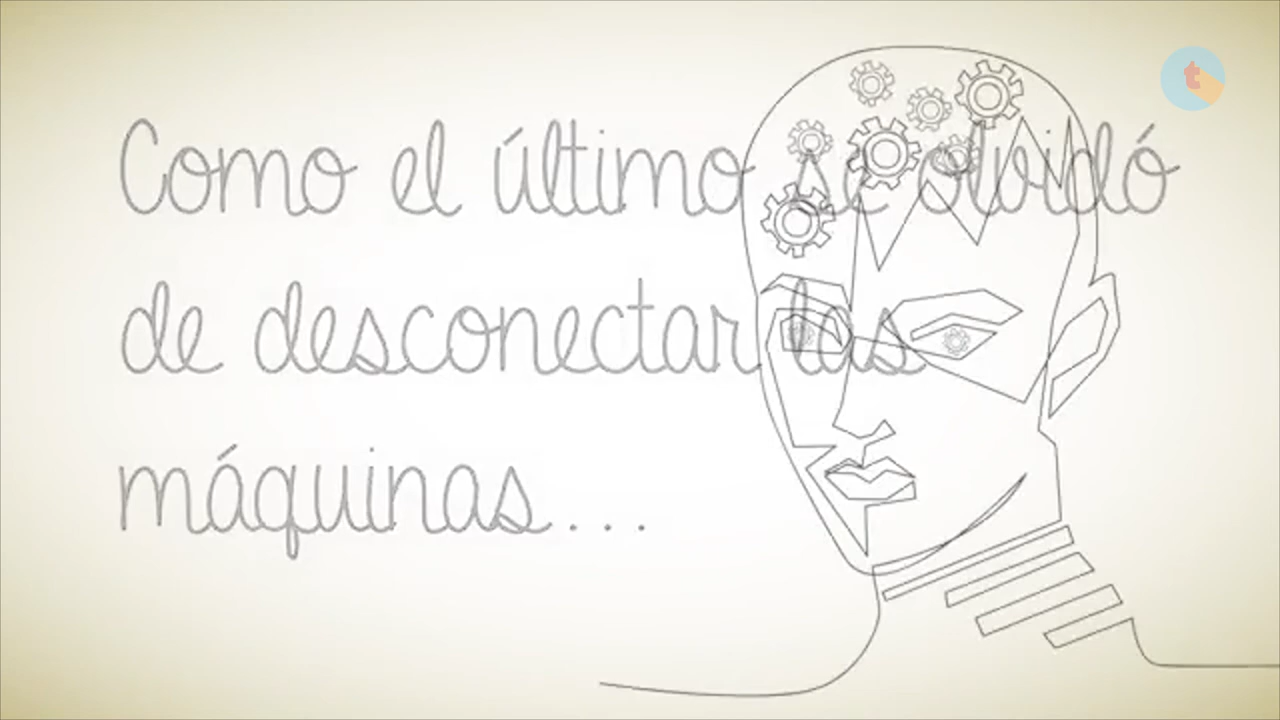 Como el último se olvidó
de desconectar las
máquinas...
t